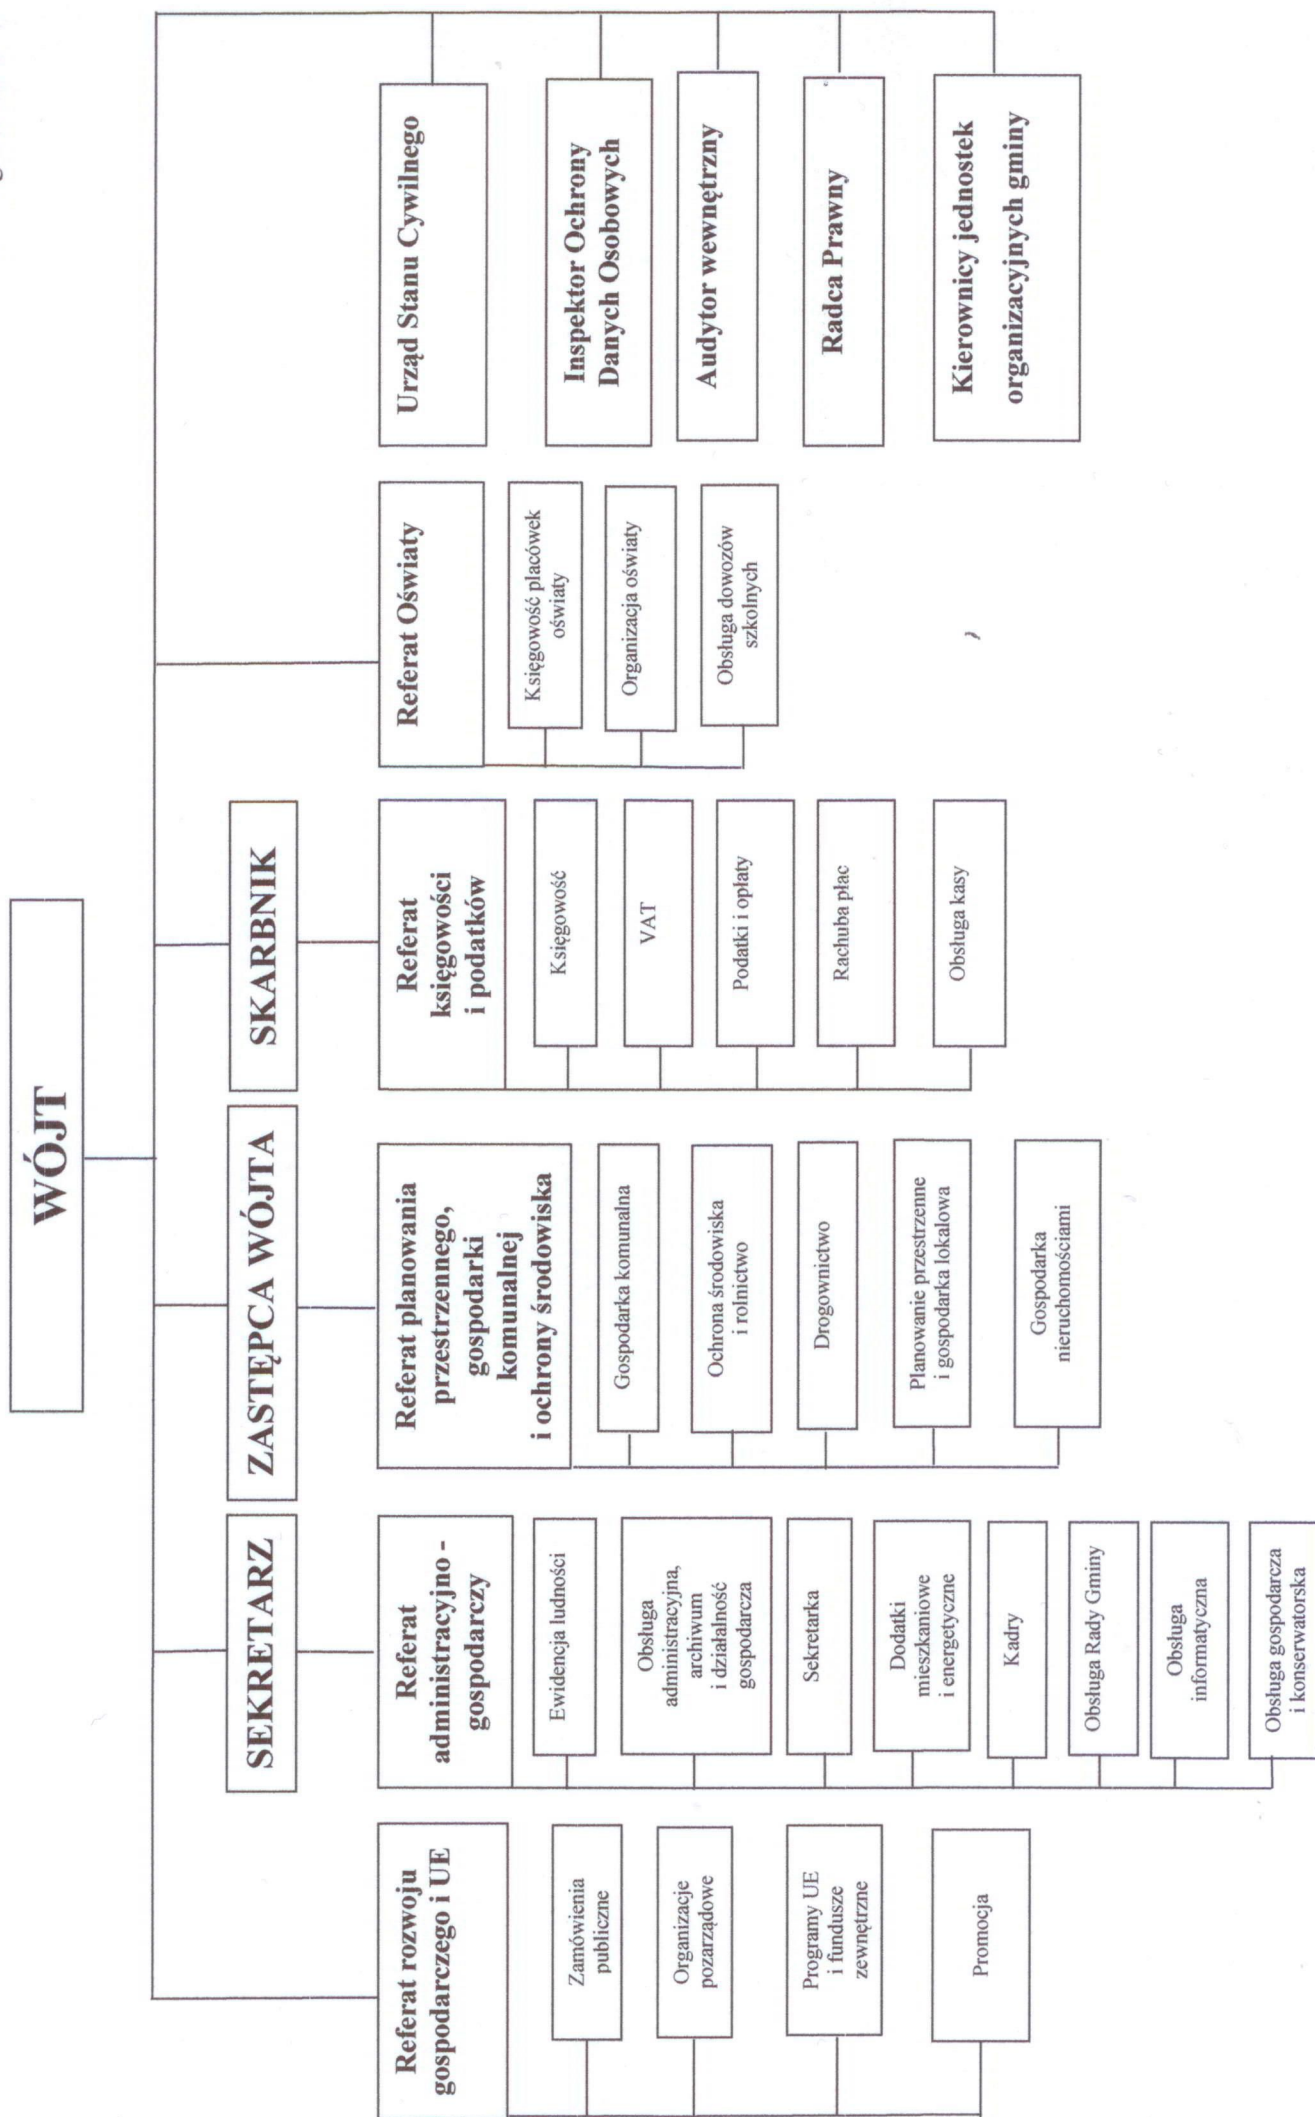 WÓJT
SEKRETARZ
ZASTĘPCA WÓJTA
SKARBNIK
Referat rozwoju
gospodarczego i UE
Zamówienia
publiczne
Organizacje
pozarządowe
Programy UE
i fundusze
zewnętrzne
Promocja
Referat
administracyjno -
gospodarczy
Ewidencja ludności
Obsługa
administracyjna,
archiwum
i działalność
gospodarcza
Sekretarka
Dodatki
mieszkaniowe
i energetyczne
Kadry
Obsługa Rady Gminy
Obsługa
informatyczna
Obsługa gospodarcza
i konserwatorska
Referat planowania
przestrzennego,
gospodarki
komunalnej
i ochrony środowiska
Gospodarka komunalna
Ochrona środowiska
i rolnictwo
Drogownictwo
Planowanie przestrzenne
i gospodarka lokalowa
Gospodarka
nieruchomościami
Referat
księgowości
i podatków
Księgowość
VAT
Podatki i opłaty
Rachuba płac
Obsługa kasy
Referat Oświaty
Księgowość placówek
oświaty
Organizacja oświaty
Obsługa dowozów
szkolnych
Urząd Stanu Cywilnego
Inspektor Ochrony
Danych Osobowych
Audytor wewnętrzny
Radca Prawny
Kierownicy jednostek
organizacyjnych gminy